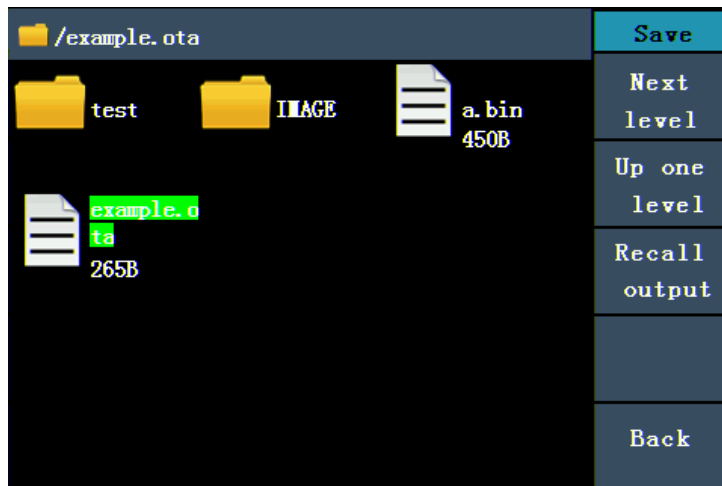 /example.ota
Save
test
IMAGE
a.bin
450B
example.o
ta
265B
Next
level
Up one
level
Recall
output
Back